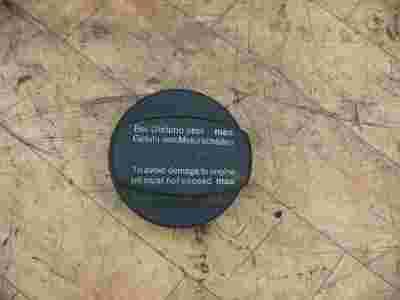 Bei Ölstand über max
Gefahr von Motorschäden
To avoid damage to engine
oil must not exceed max